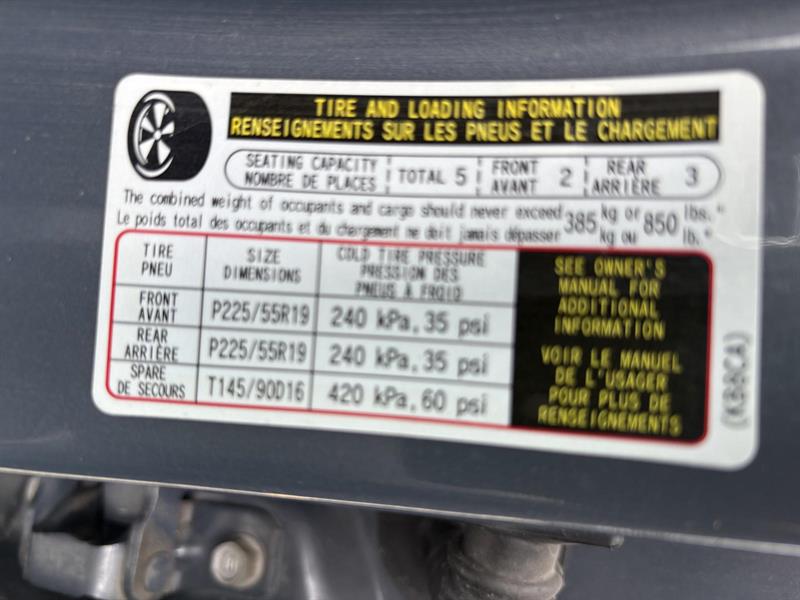 TIRE AND LOADING INFORMATION
RENSEIGNEMENTS SUR LES PNEUS ET LE CHARGEMENT
SEATING CAPACITY TOTAL 5 FRONT 2 REAR 3
NOMBRE DE PLACES AVANT ARRIÈRE
The combined weight of occupants and cargo should never exceed 385 kg or 850 lbs."
Le poids total des occupants et du chargement ne doit jamais dépasser kg ou lb."
TIRE SIZE COLD TIRE PRESSURE
PNEU DIMENSIONS PRESSION DES
PNEUS À FROID
FRONT P225/55R19 240 kPa, 35 psi
AVANT
REAR P225/55R19 240 kPa, 35 psi
ARRIÈRE
SPARE T145/90D16 420 kPa, 60 psi
DE SECOURS
SEE OWNER'S
MANUAL FOR
ADDITIONAL
INFORMATION
VOIR LE MANUEL
DE L'USAGER
POUR PLUS DE
RENSEIGNEMENTS
(KB8CA)